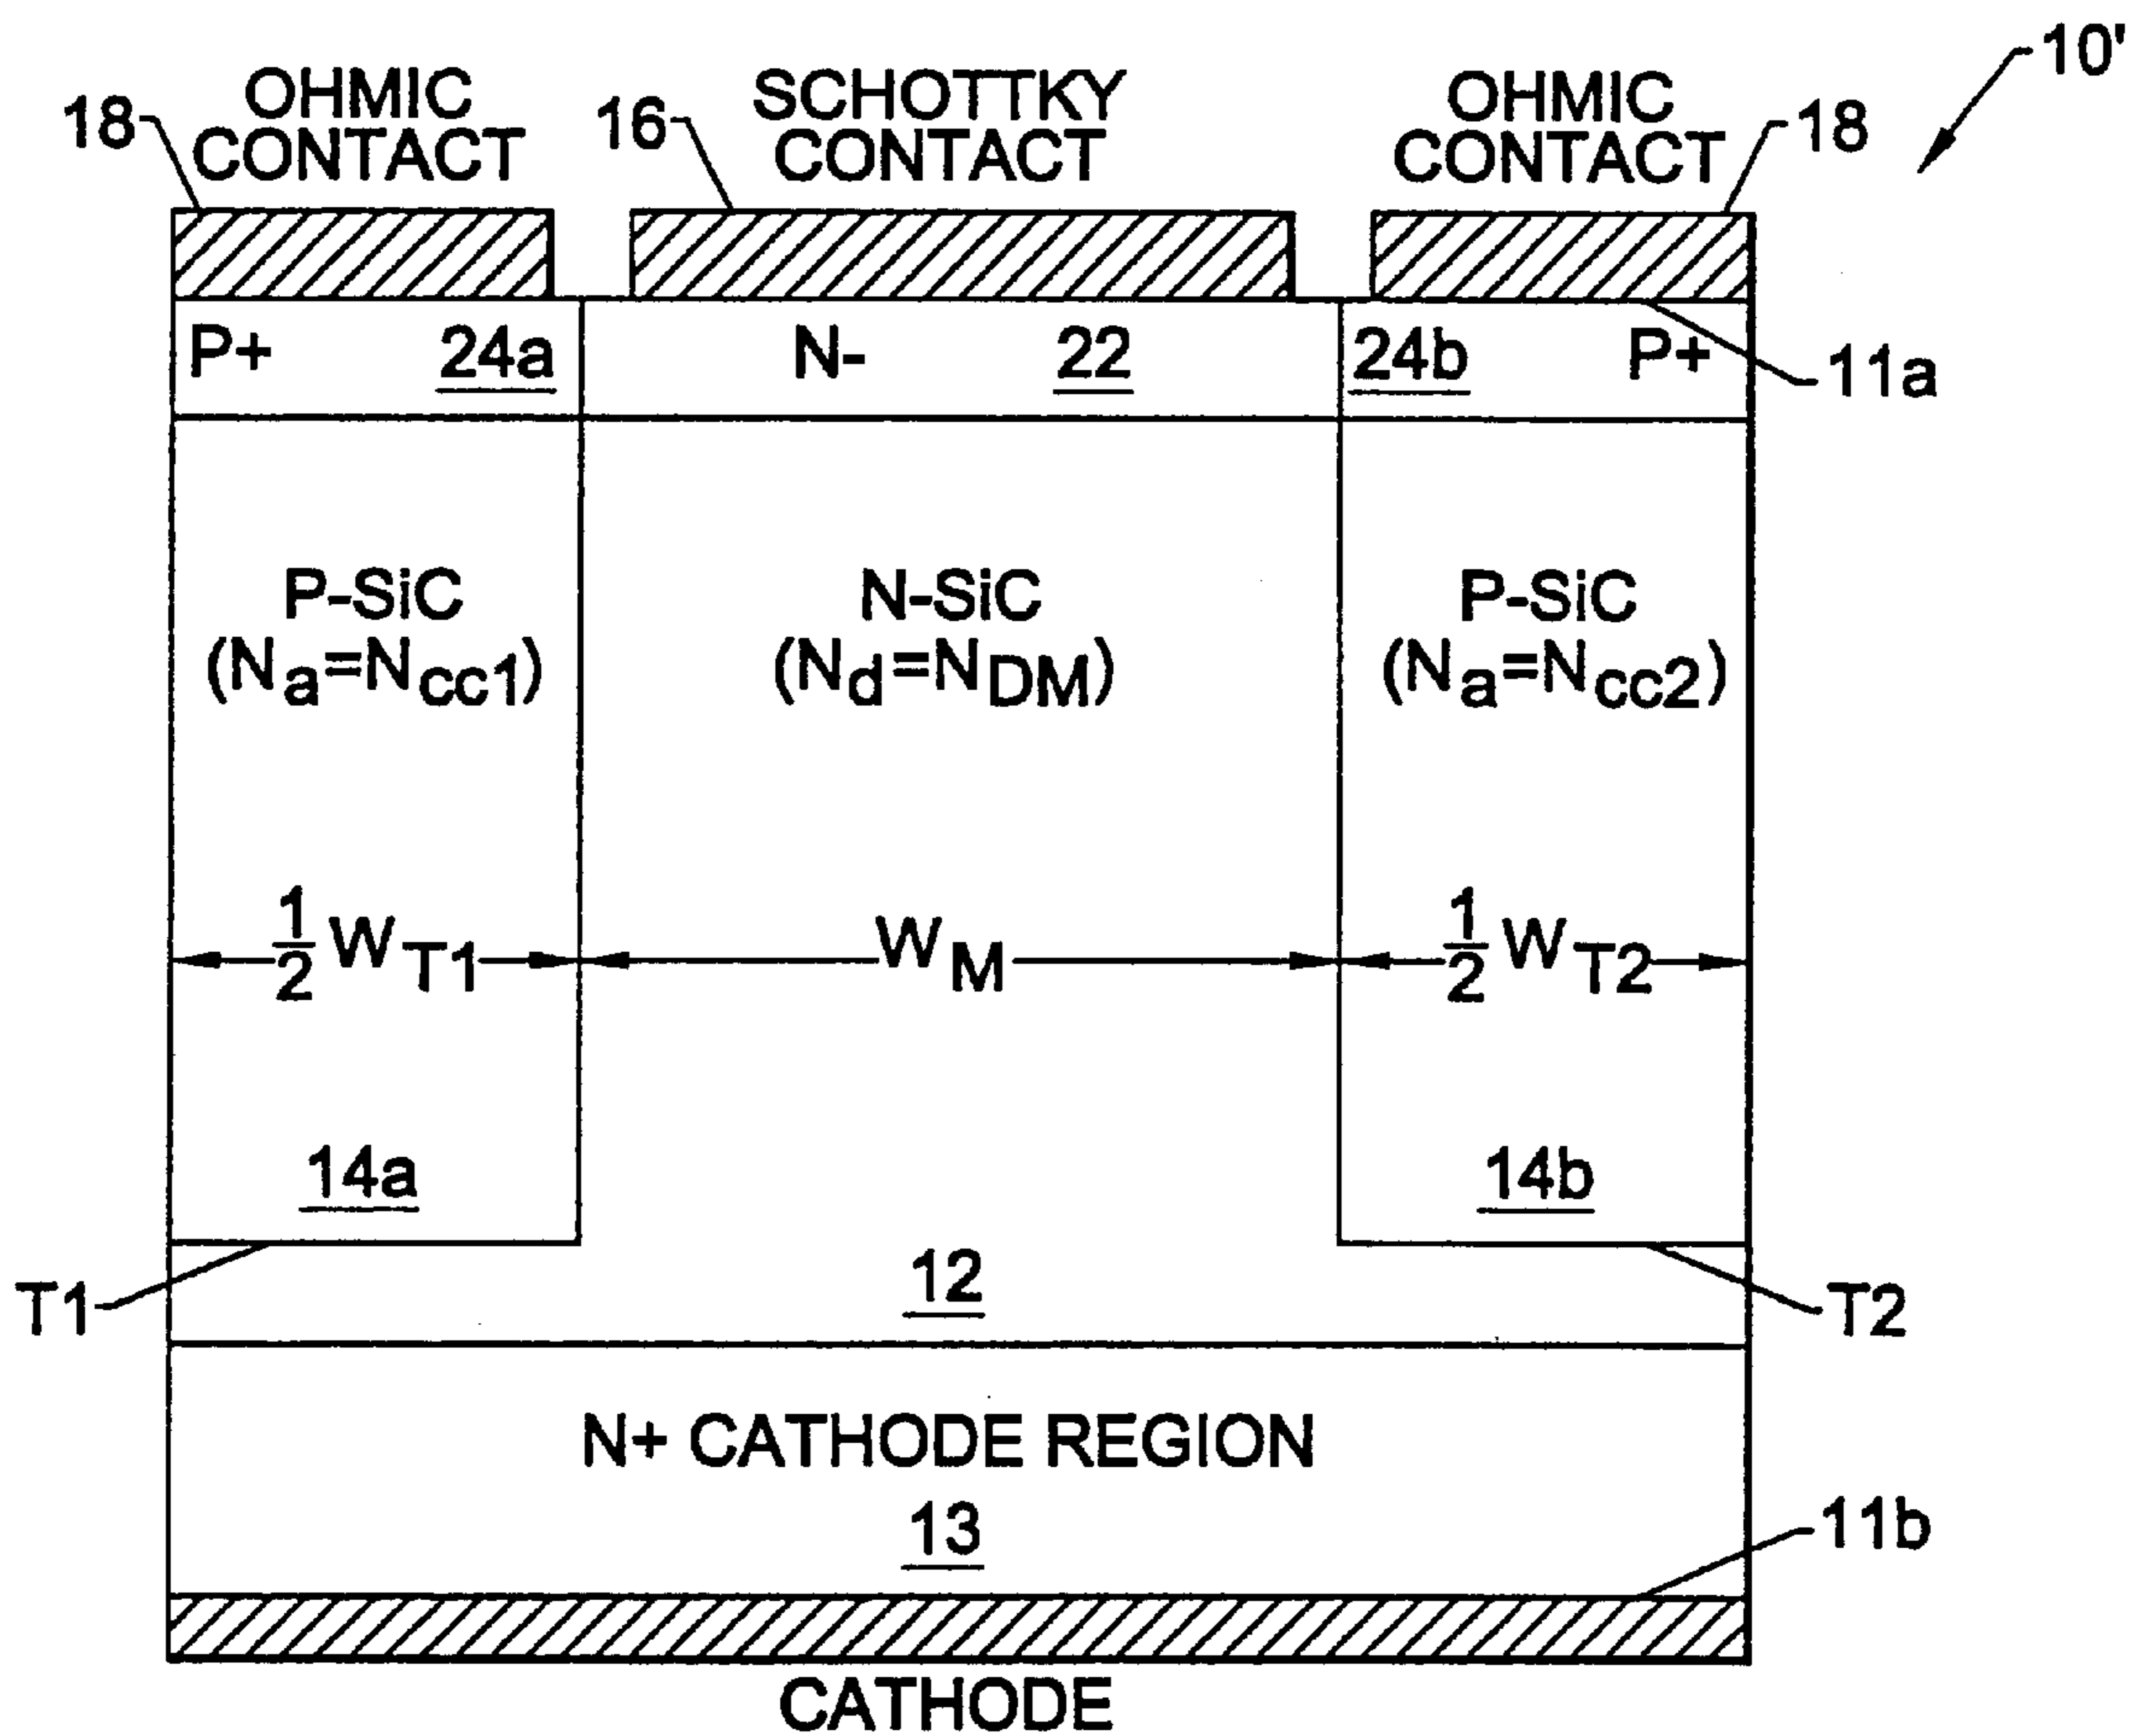 10'
OHMIC
CONTACT
SCHOTTKY
CONTACT
OHMIC
CONTACT
18
16
18
P+
24a
N-
22
24b
P+
11a
P-SiC
(Na=Ncc1)
N-SiC
(Nd=NDM)
P-SiC
(Na=Ncc2)
1/2 WT1
WM
1/2 WT2
14a
14b
T1
12
T2
N+ CATHODE REGION
13
11b
CATHODE